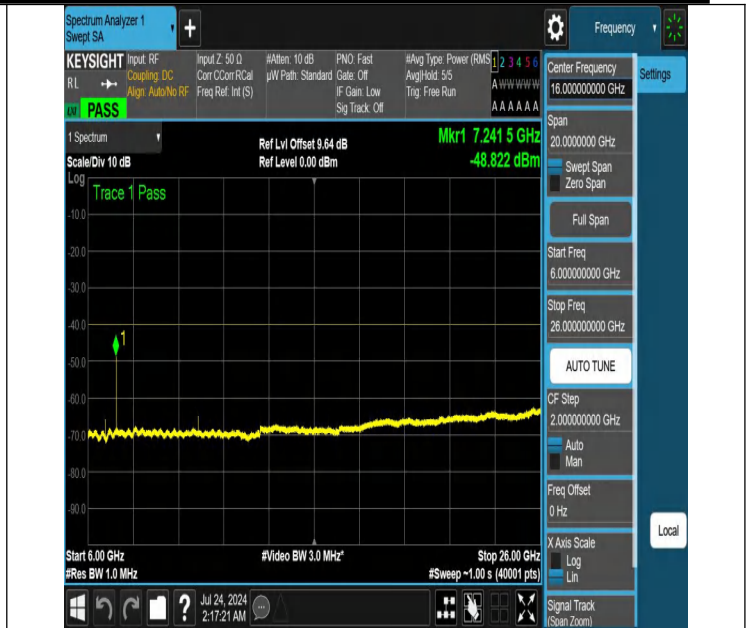 Spectrum Analyzer 1
Swept SA
+
Frequency
KEYSIGHT
Input: RF
Input Z: 50 Ω
#Atten: 10 dB
PNO: Fast
#Avg Type: Power (RMS
1 2 3 4 5 6
RL
Coupling: DC
Corr CCorr RCal
µW Path: Standard
Gate: Off
Avg|Hold: 5/5
A W W W W W
Align: Auto/No RF
Freq Ref: Int (S)
IF Gain: Low
Trig: Free Run
Sig Track: Off
A A A A A A
PASS
1 Spectrum
Ref Lvl Offset 9.64 dB
Mkr1 7.241 5 GHz
Scale/Div 10 dB
Ref Level 0.00 dBm
-48.822 dBm
Log
Trace 1 Pass
-10.0
-20.0
-30.0
-40.0
1
-50.0
-60.0
-70.0
-80.0
-90.0
Start 6.00 GHz
#Video BW 3.0 MHz*
Stop 26.00 GHz
#Res BW 1.0 MHz
#Sweep ~1.00 s (40001 pts)
Center Frequency
16.000000000 GHz
Settings
Span
20.0000000 GHz
Swept Span
Zero Span
Full Span
Start Freq
6.000000000 GHz
Stop Freq
26.000000000 GHz
AUTO TUNE
CF Step
2.000000000 GHz
Auto
Man
Freq Offset
0 Hz
Local
X Axis Scale
Log
Lin
Signal Track
(Span Zoom)
?
Jul 24, 2024
2:17:21 AM